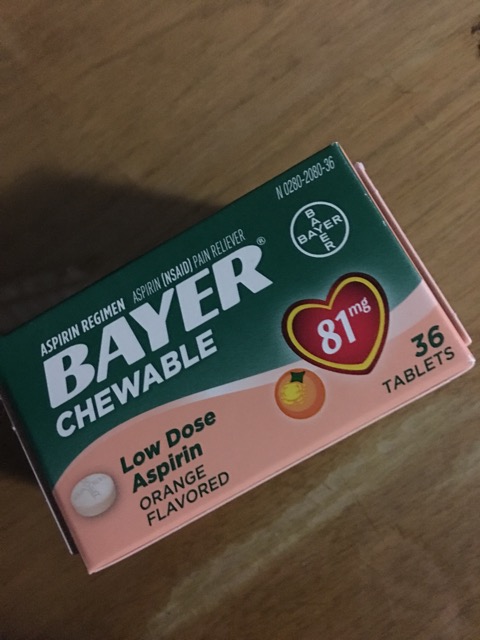 N 0280-2080-36
ASPIRIN REGIMEN ASPIRIN (NSAID) PAIN RELIEVER
BAYER®
CHEWABLE
BAYER
BAYER
81mg
36
TABLETS
Low Dose
Aspirin
ORANGE
FLAVORED